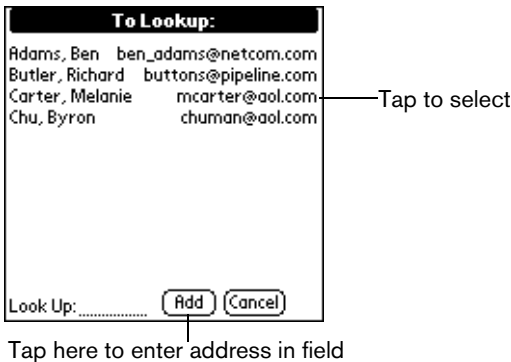 To Lookup:
Adams, Ben ben_adams@netcom.com
Butler, Richard buttons@pipeline.com
Carter, Melanie mcarter@aol.com
Tap to select
Chu, Byron chuman@aol.com
Look Up: Add Cancel
Tap here to enter address in field